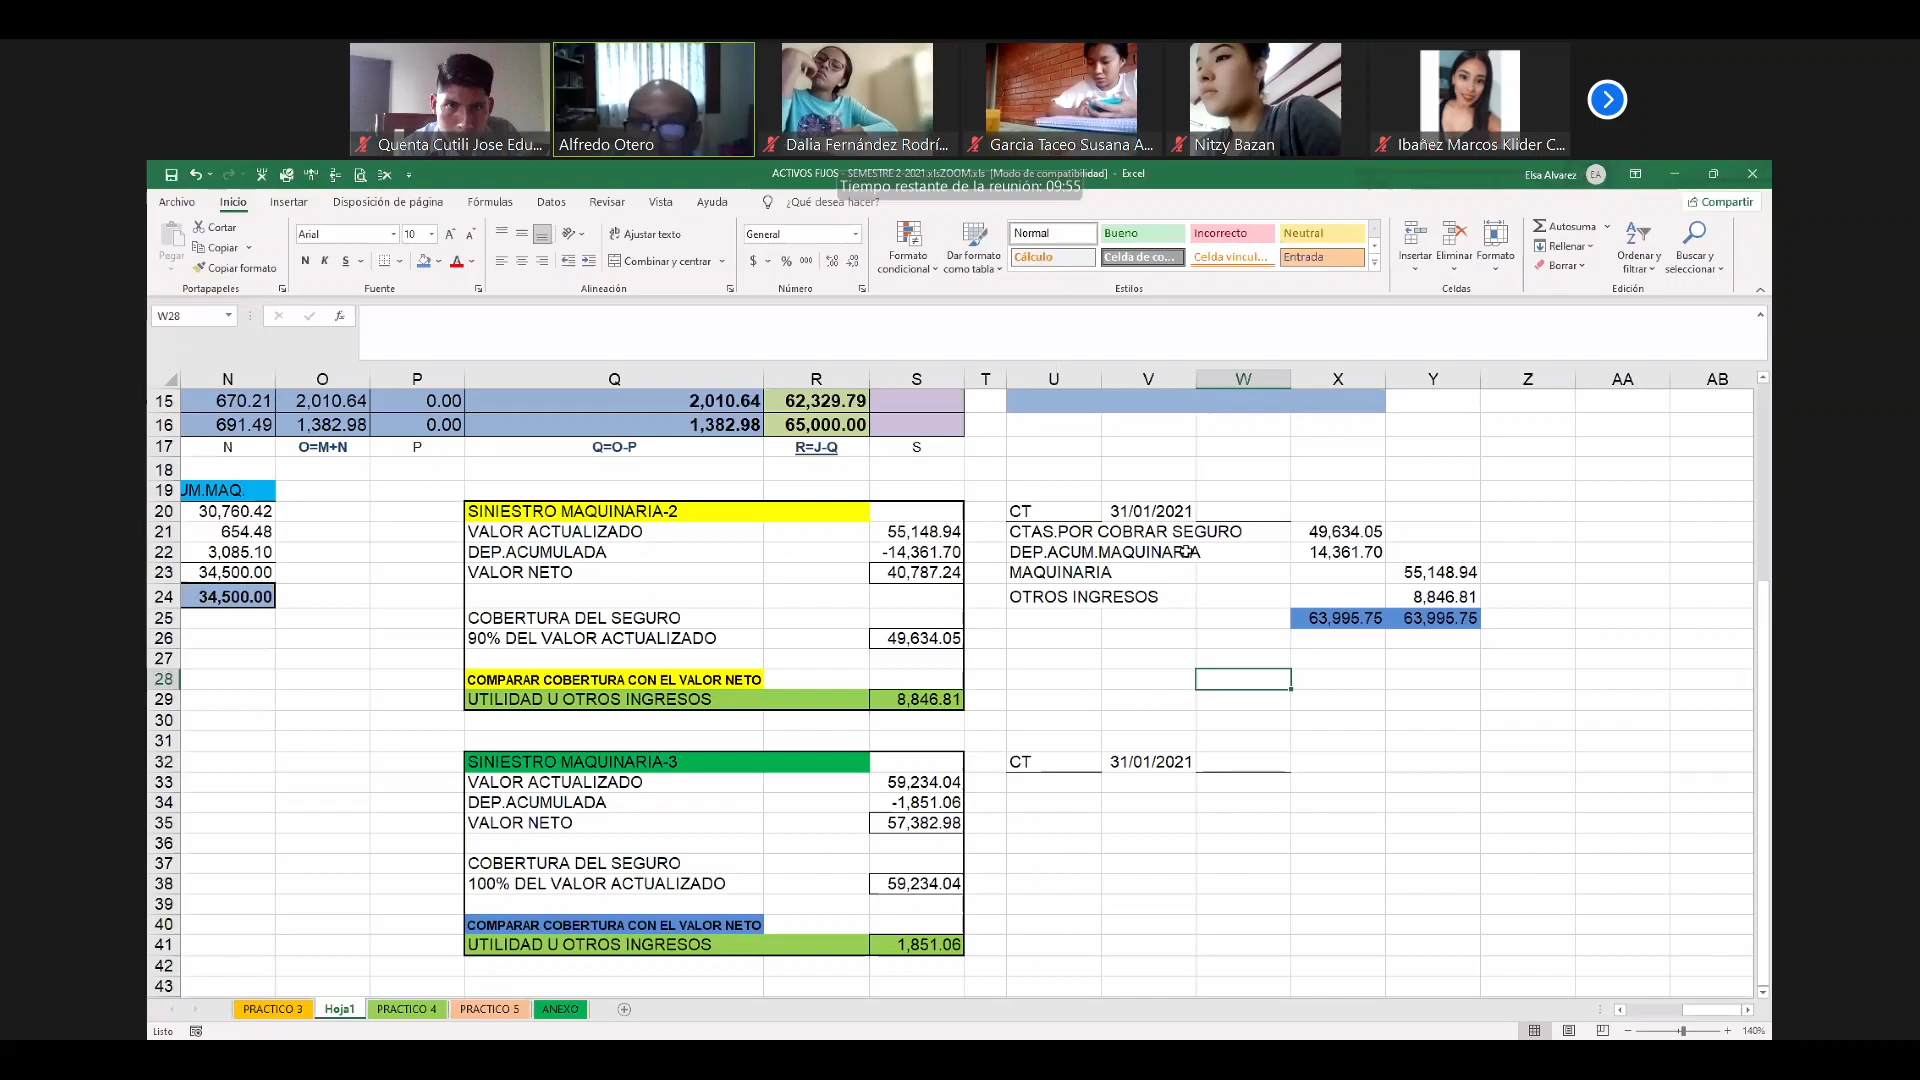 Quenta Cutili Jose Edu...
Alfredo Otero
Dalia Fernández Rodrí...
Garcia Taceo Susana A...
Nitzy Bazan
Ibañez Marcos Klider C...
ACTIVOS FIJOS - SEMESTRE 2-2021.xlsZOOM.xls [Modo de compatibilidad] - Excel
Elsa Alvarez EA
Tiempo restante de la reunión: 09:55
Archivo Inicio Insertar Disposición de página Fórmulas Datos Revisar Vista Ayuda ¿Qué desea hacer? Compartir
Pegar
Cortar
Copiar
Copiar formato
Portapapeles
Arial 10
N K S
Fuente
Ajustar texto
Combinar y centrar
Alineación
General
$ % 000
Número
Formato condicional
Dar formato como tabla
Normal Bueno Incorrecto Neutral
Cálculo Celda de co... Celda vincul... Entrada
Estilos
Insertar Eliminar Formato
Celdas
Autosuma
Rellenar
Borrar
Ordenar y filtrar
Buscar y seleccionar
Edición
W28 fx
N O P Q R S T U V W X Y Z AA AB
15 670.21 2,010.64 0.00 2,010.64 62,329.79
16 691.49 1,382.98 0.00 1,382.98 65,000.00
17 N O=M+N P Q=O-P R=J-Q S
18
19 UM.MAQ.
20 30,760.42 SINIESTRO MAQUINARIA-2 CT 31/01/2021
21 654.48 VALOR ACTUALIZADO 55,148.94 CTAS.POR COBRAR SEGURO 49,634.05
22 3,085.10 DEP.ACUMULADA -14,361.70 DEP.ACUM.MAQUINARIA 14,361.70
23 34,500.00 VALOR NETO 40,787.24 MAQUINARIA 55,148.94
24 34,500.00 OTROS INGRESOS 8,846.81
25 COBERTURA DEL SEGURO 63,995.75 63,995.75
26 90% DEL VALOR ACTUALIZADO 49,634.05
27
28 COMPARAR COBERTURA CON EL VALOR NETO
29 UTILIDAD U OTROS INGRESOS 8,846.81
30
31
32 SINIESTRO MAQUINARIA-3 CT 31/01/2021
33 VALOR ACTUALIZADO 59,234.04
34 DEP.ACUMULADA -1,851.06
35 VALOR NETO 57,382.98
36
37 COBERTURA DEL SEGURO
38 100% DEL VALOR ACTUALIZADO 59,234.04
39
40 COMPARAR COBERTURA CON EL VALOR NETO
41 UTILIDAD U OTROS INGRESOS 1,851.06
42
43
PRACTICO 3 Hoja1 PRACTICO 4 PRACTICO 5 ANEXO
Listo 140%